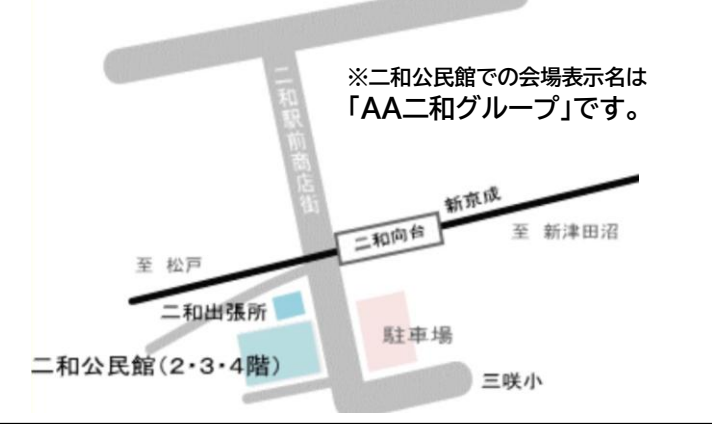 ※二和公民館での会場表示名は
「AA二和グループ」です。
二和駅前商店街
新京成
二和向台
至 新津田沼
至 松戸
二和出張所
駐車場
二和公民館(2・3・4階)
三咲小